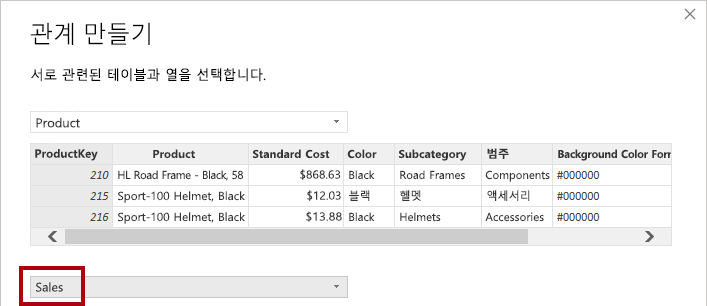 관계 만들기
서로 관련된 테이블과 열을 선택합니다.
Product
ProductKey Product Standard Cost Color Subcategory 범주 Background Color Forn
210 HL Road Frame - Black, 58 $868.63 Black Road Frames Components #000000
215 Sport-100 Helmet, Black $12.03 블랙 헬멧 액세서리 #000000
216 Sport-100 Helmet, Black $13.88 Black Helmets Accessories #000000
Sales